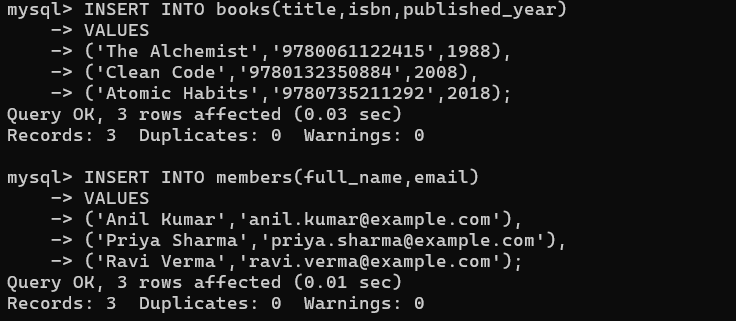 mysql> INSERT INTO books(title,isbn,published_year)
    -> VALUES
    -> ('The Alchemist','9780061122415',1988),
    -> ('Clean Code','9780132350884',2008),
    -> ('Atomic Habits','9780735211292',2018);
Query OK, 3 rows affected (0.03 sec)
Records: 3  Duplicates: 0  Warnings: 0

mysql> INSERT INTO members(full_name,email)
    -> VALUES
    -> ('Anil Kumar','anil.kumar@example.com'),
    -> ('Priya Sharma','priya.sharma@example.com'),
    -> ('Ravi Verma','ravi.verma@example.com');
Query OK, 3 rows affected (0.01 sec)
Records: 3  Duplicates: 0  Warnings: 0